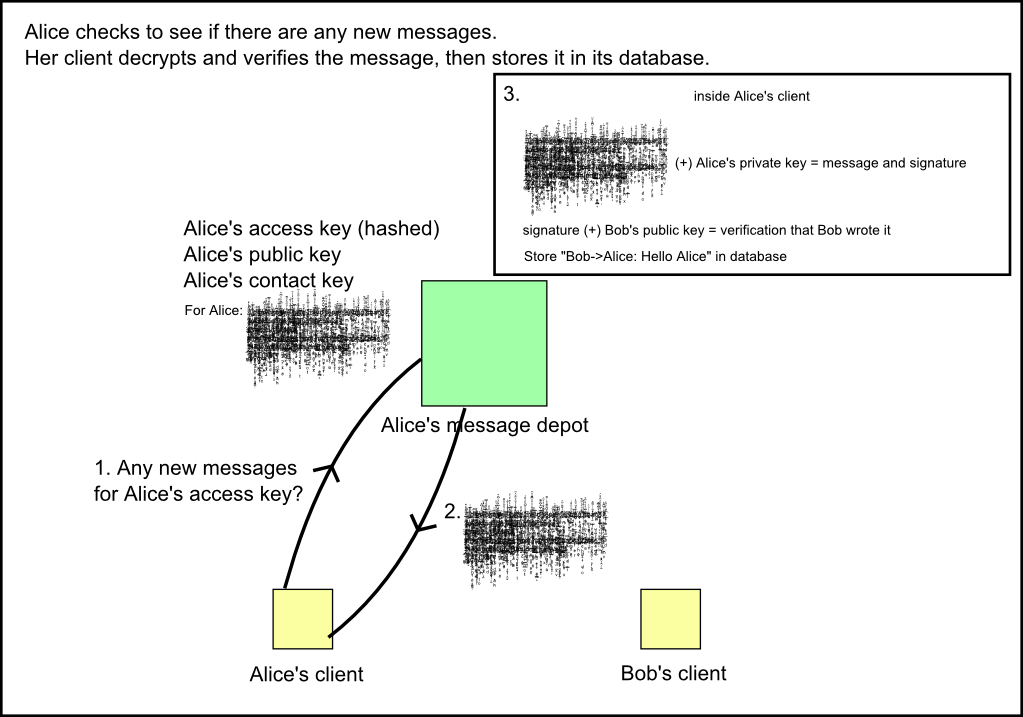 Alice checks to see if there are any new messages.
Her client decrypts and verifies the message, then stores it in its database.
3.
inside Alice's client
(+) Alice's private key = message and signature
signature (+) Bob's public key = verification that Bob wrote it
Store "Bob->Alice: Hello Alice" in database
Alice's access key (hashed)
Alice's public key
Alice's contact key
For Alice:
Alice's message depot
1. Any new messages
for Alice's access key?
2.
Alice's client
Bob's client